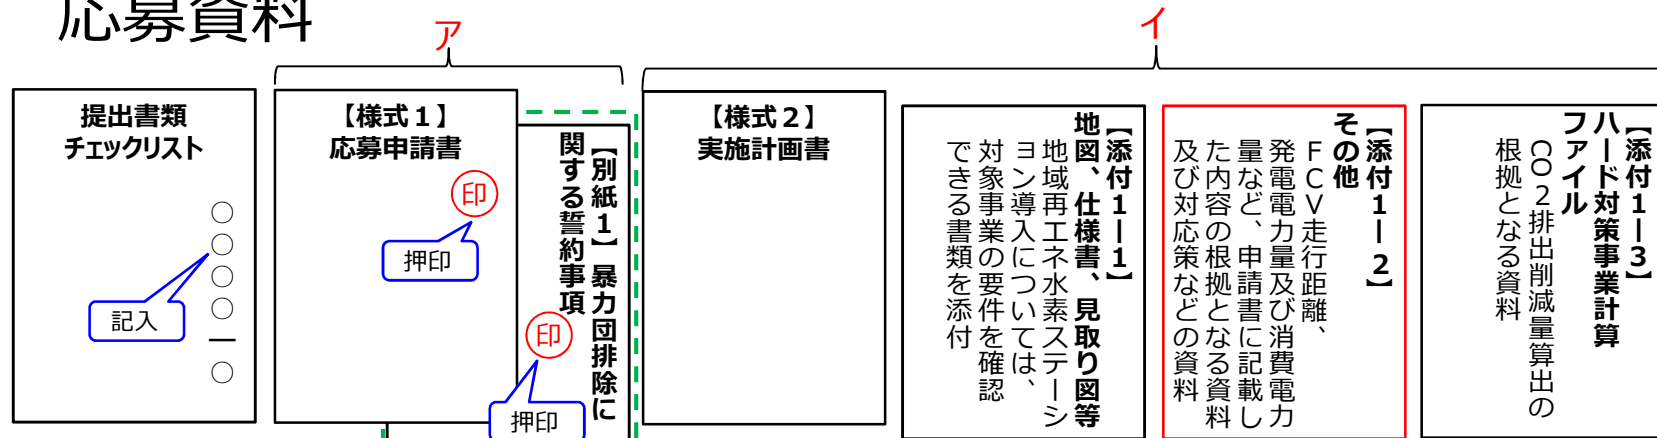 応募資料
ア
イ
提出書類
チェックリスト
〇
〇
〇
〇
ー
〇
記入
【様式１】
応募申請書
印
押印
【別紙１】暴力団排除に
関する誓約事項
印
押印
【様式２】
実施計画書
【添付１ー１】
地図、仕様書、見取り図等
地域再エネ水素ステーシ
ョン導入については、
対象事業の要件を確認
できる書類を添付
【添付１ー２】
その他
ＦＣＶ走行距離、
発電電力量及び消費電力
量など、申請書に記載し
た内容の根拠となる資料
及び対応策などの資料
【添付１ー３】
ハード対策事業計算
ファイル
ＣＯ２排出削減量算出の
根拠となる資料